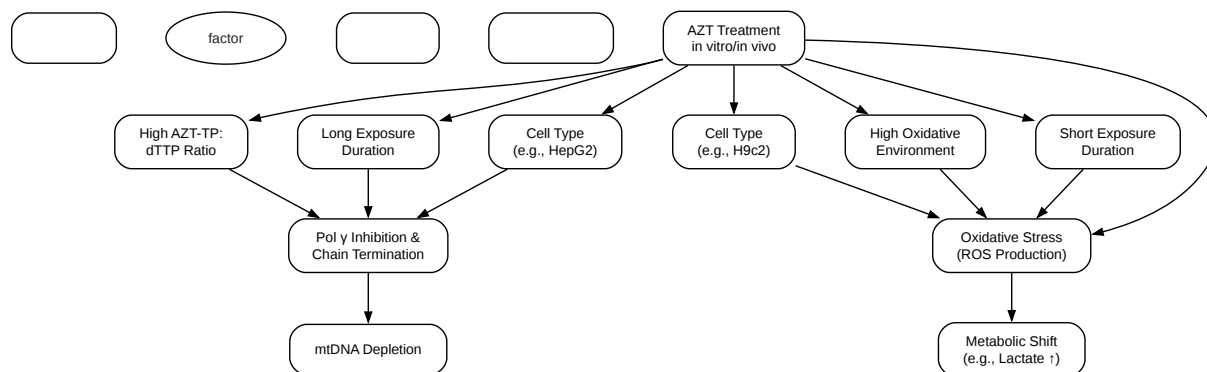 factor
AZT Treatment
in vitro/in vivo
High AZT-TP:
dTTP Ratio
Long Exposure
Duration
Cell Type
(e.g., HepG2)
Cell Type
(e.g., H9c2)
High Oxidative
Environment
Short Exposure
Duration
Pol γ Inhibition &
Chain Termination
Oxidative Stress
(ROS Production)
mtDNA Depletion
Metabolic Shift
(e.g., Lactate ↑)